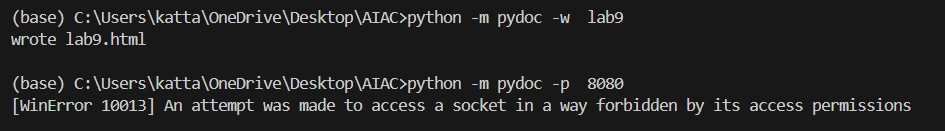 (base) C:\Users\katta\OneDrive\Desktop\AIAC>python -m pydoc -w  lab9
wrote lab9.html
(base) C:\Users\katta\OneDrive\Desktop\AIAC>python -m pydoc -p  8080
[WinError 10013] An attempt was made to access a socket in a way forbidden by its access permissions